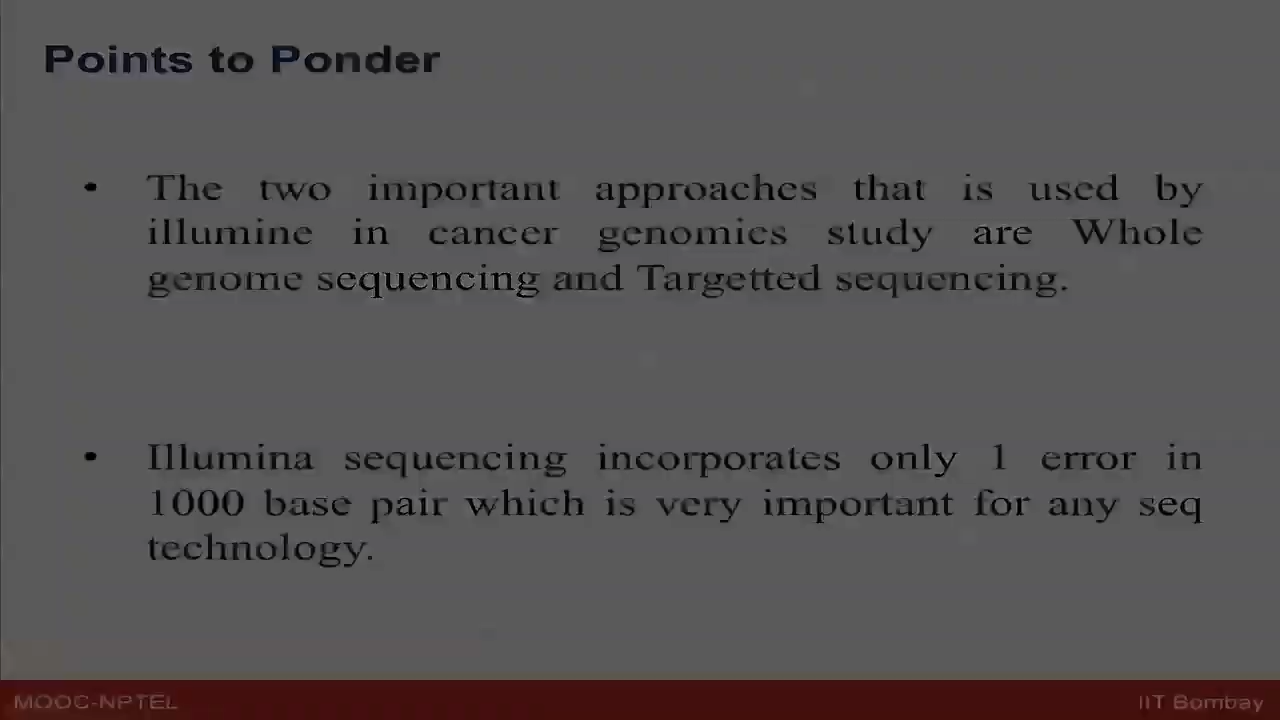 Points to Ponder
• The two important approaches that is used by
illumine in cancer genomics study are Whole
genome sequencing and Targetted sequencing.
• Illumina sequencing incorporates only 1 error in
1000 base pair which is very important for any seq
technology.
MOOC-NPTEL IIT Bombay